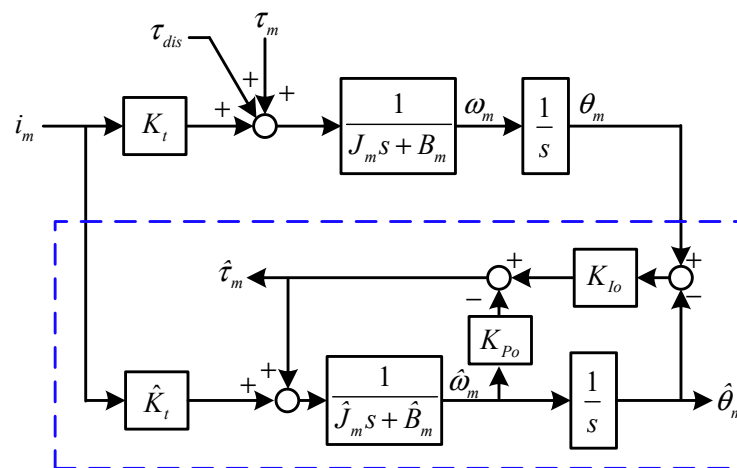 τ_dis
τ_m
+
+
i_m
K_t
+
1
J_m s + B_m
ω_m
1
s
θ_m
τ̂_m
+
−
K_Io
+
−
K_Po
K̂_t
+
+
1
Ĵ_m s + B̂_m
ω̂_m
1
s
θ̂_m